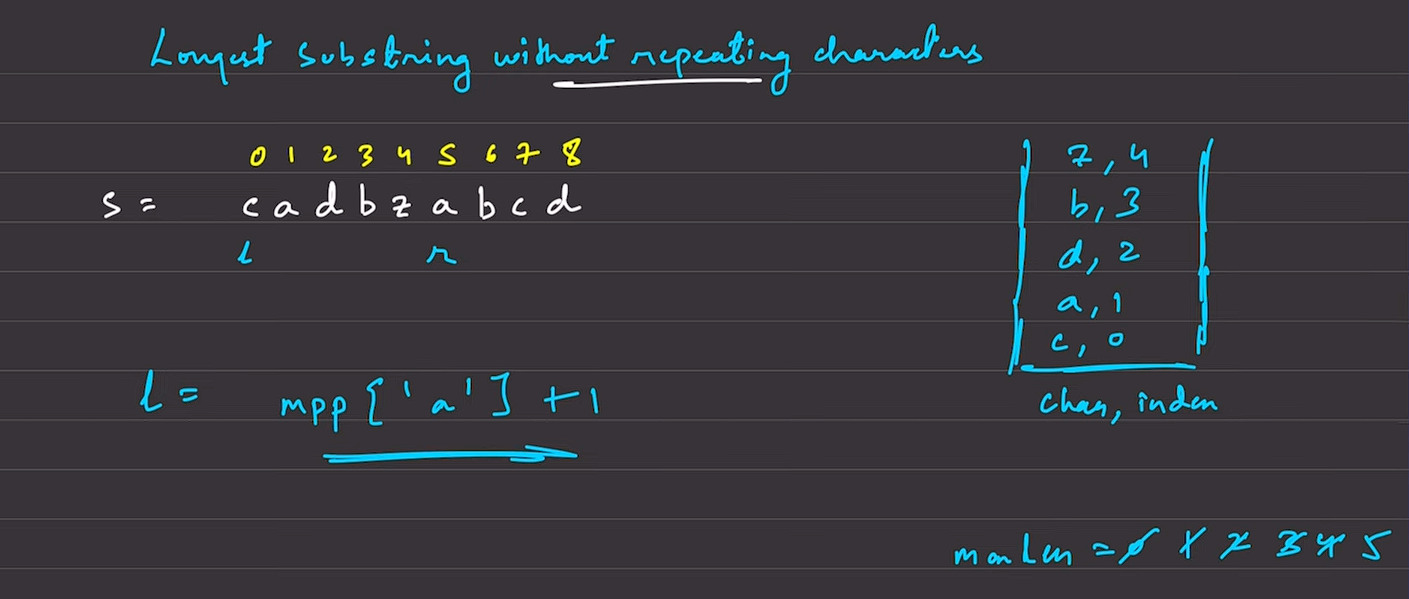 Longest substring without repeating characters
0 1 2 3 4 5 6 7 8
s = c a d b z a b c d
l r
l = mpp['a'] + 1
z, 4
b, 3
d, 2
a, 1
c, 0
char, index
maxLen = 0 1 2 3 4 5